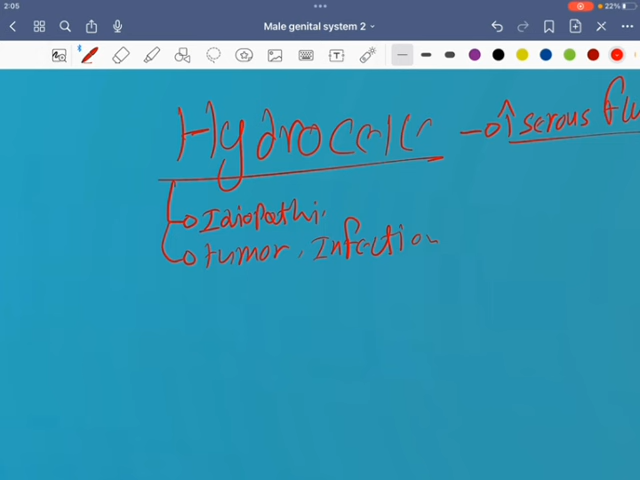 2:05
22%
Male genital system 2
Hydrocele → ↑ serous flu
Idiopathi
tumor, Infection